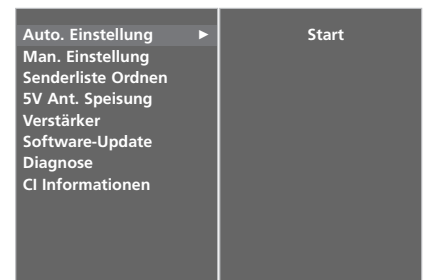 Auto. Einstellung ► Start
Man. Einstellung
Senderliste Ordnen
5V Ant. Speisung
Verstärker
Software-Update
Diagnose
CI Informationen